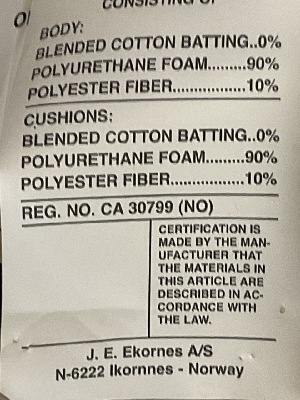 CONSISTING OF
BODY:
BLENDED COTTON BATTING..0%
POLYURETHANE FOAM.........90%
POLYESTER FIBER.................10%
CUSHIONS:
BLENDED COTTON BATTING..0%
POLYURETHANE FOAM.........90%
POLYESTER FIBER.................10%
REG. NO. CA 30799 (NO)
CERTIFICATION IS
MADE BY THE MAN-
UFACTURER THAT
THE MATERIALS IN
THIS ARTICLE ARE
DESCRIBED IN AC-
CORDANCE WITH
THE LAW.
J. E. Ekornes A/S
N-6222 Ikornnes - Norway